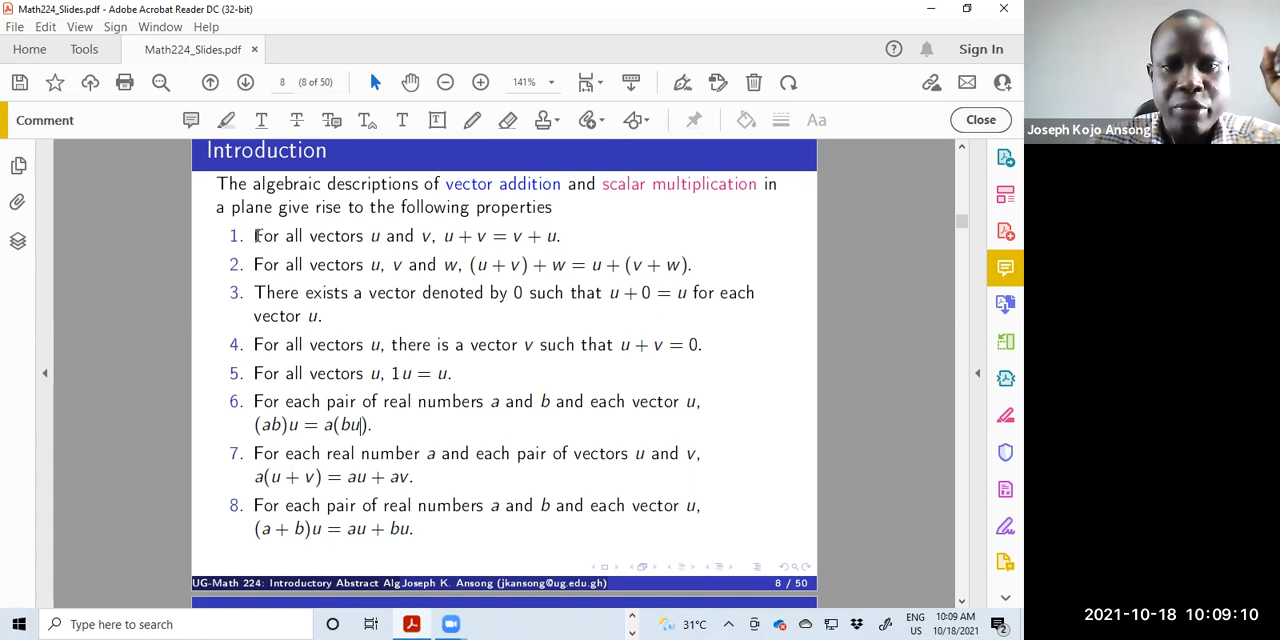 Math224_Slides.pdf - Adobe Acrobat Reader DC (32-bit)
File Edit View Sign Window Help
Home Tools Math224_Slides.pdf × Sign In
8 (8 of 50) 141%
Comment Close
Joseph Kojo Ansong
Introduction
The algebraic descriptions of vector addition and scalar multiplication in
a plane give rise to the following properties
1. For all vectors u and v, u + v = v + u.
2. For all vectors u, v and w, (u + v) + w = u + (v + w).
3. There exists a vector denoted by 0 such that u + 0 = u for each
vector u.
4. For all vectors u, there is a vector v such that u + v = 0.
5. For all vectors u, 1u = u.
6. For each pair of real numbers a and b and each vector u,
(ab)u = a(bu).
7. For each real number a and each pair of vectors u and v,
a(u + v) = au + av.
8. For each pair of real numbers a and b and each vector u,
(a + b)u = au + bu.
UG-Math 224: Introductory Abstract Alg Joseph K. Ansong (jkansong@ug.edu.gh) 8 / 50
Type here to search
31°C
ENG
US
10:09 AM
10/18/2021
2
2021-10-18 10:09:10